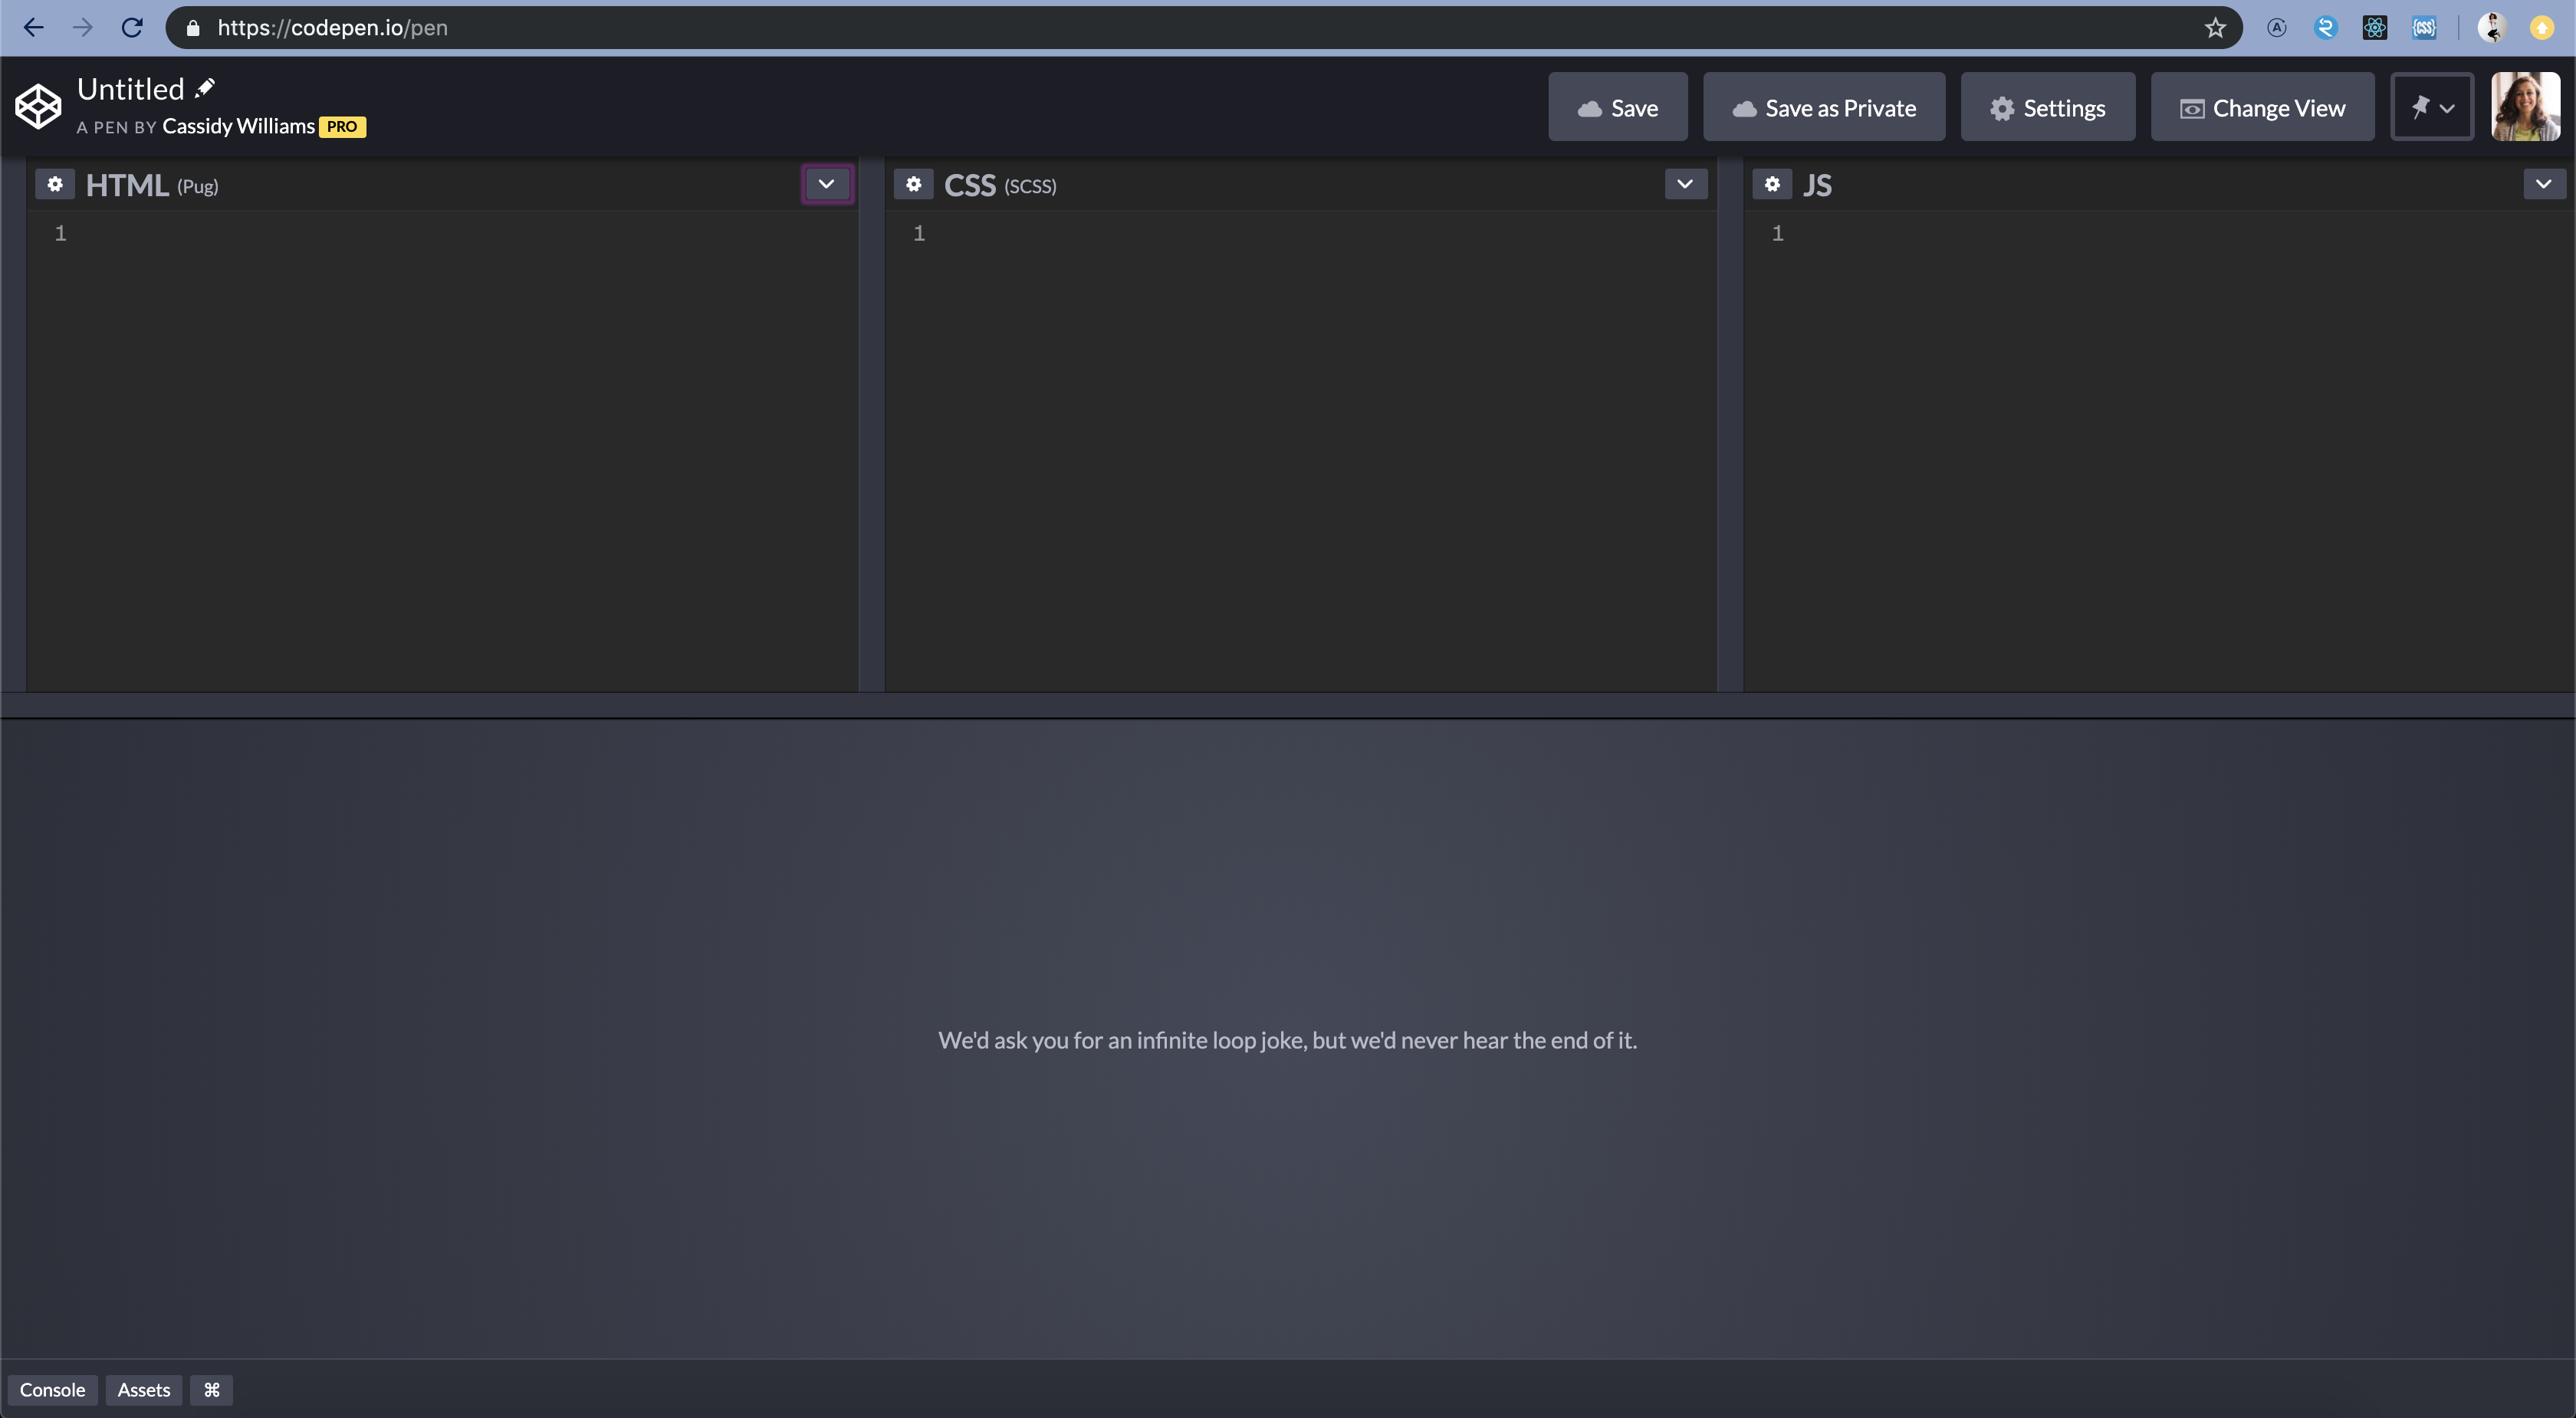 https://codepen.io/pen
Untitled
A PEN BY Cassidy Williams PRO
Save
Save as Private
Settings
Change View
HTML (Pug)
CSS (SCSS)
JS
1
1
1
We'd ask you for an infinite loop joke, but we'd never hear the end of it.
Console
Assets
⌘